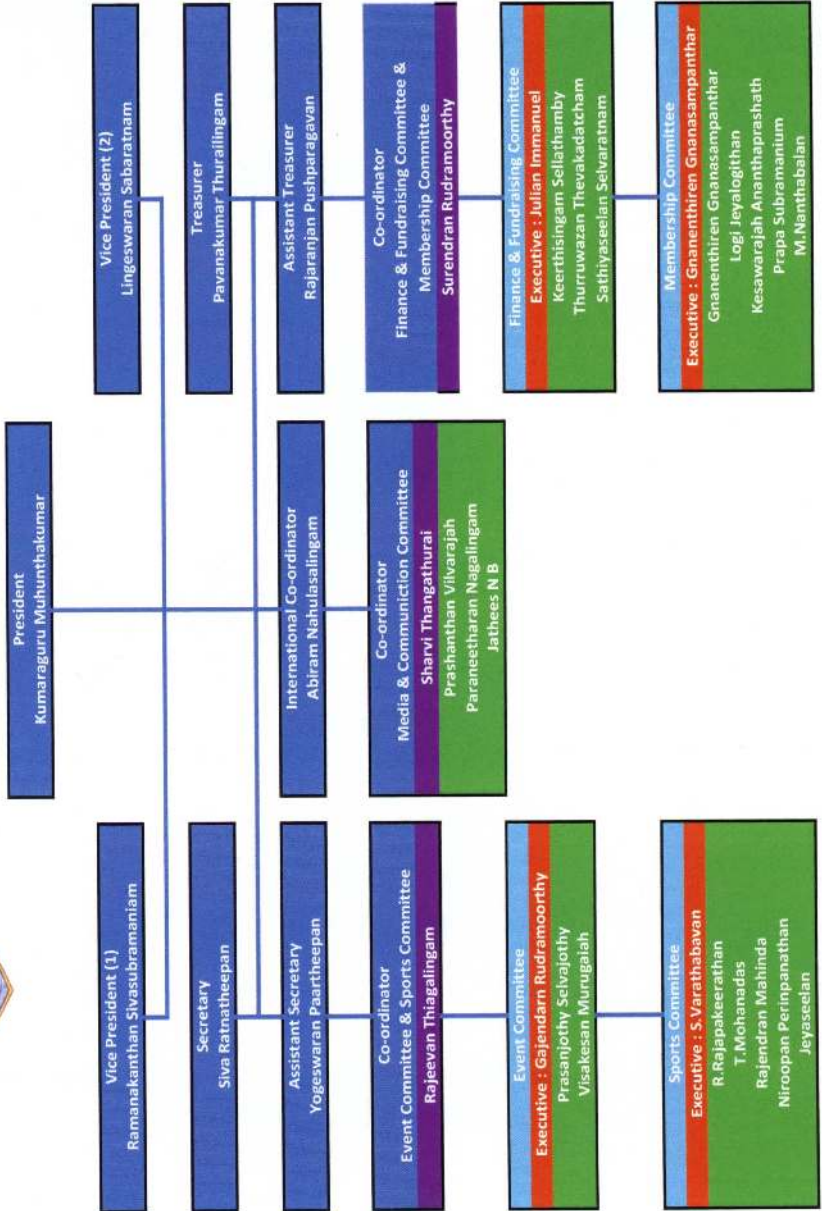 President
Kumaraguru Muhunthakumar
Vice President (1)
Ramanakanthan Sivasubramaniam
Vice President (2)
Lingeswaran Sabaratnam
Secretary
Siva Ratnatheepan
Treasurer
Pavanakumar Thurailingam
Assistant Secretary
Yogeswaran Paartheepan
International Co-ordinator
Abiram Nahulasalingam
Assistant Treasurer
Rajaranjan Pushparagavan
Co-ordinator
Event Committee & Sports Committee
Rajeevan Thiagalingam
Co-ordinator
Media & Communiction Committee
Sharvi Thangathurai
Prashanthan Vilvarajah
Paraneetharan Nagalingam
Jathees N B
Co-ordinator
Finance & Fundraising Committee &
Membership Committee
Surendran Rudramoorthy
Event Committee
Executive : Gajendarn Rudramoorthy
Prasanjothy Selvajothy
Visakesan Murugaiah
Finance & Fundraising Committee
Executive : Julian Immanuel
Keerthisingam Sellathamby
Thurruwazan Thevakadatcham
Sathiyaseelan Selvaratnam
Sports Committee
Executive : S.Varathabavan
R.Rajapakeerathan
T.Mohanadas
Rajendran Mahinda
Niroopan Perinpanathan
Jeyaseelan
Membership Committee
Executive : Gnanenthiren Gnanasampanthar
Gnanenthiren Gnanasampanthar
Logi Jeyalogithan
Kesawarajah Ananthaprashath
Prapa Subramanium
M.Nanthabalan